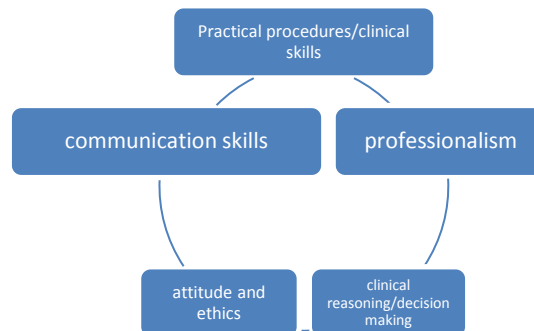 Practical procedures/clinical
skills
communication skills
professionalism
attitude and
ethics
clinical
reasoning/decision
making